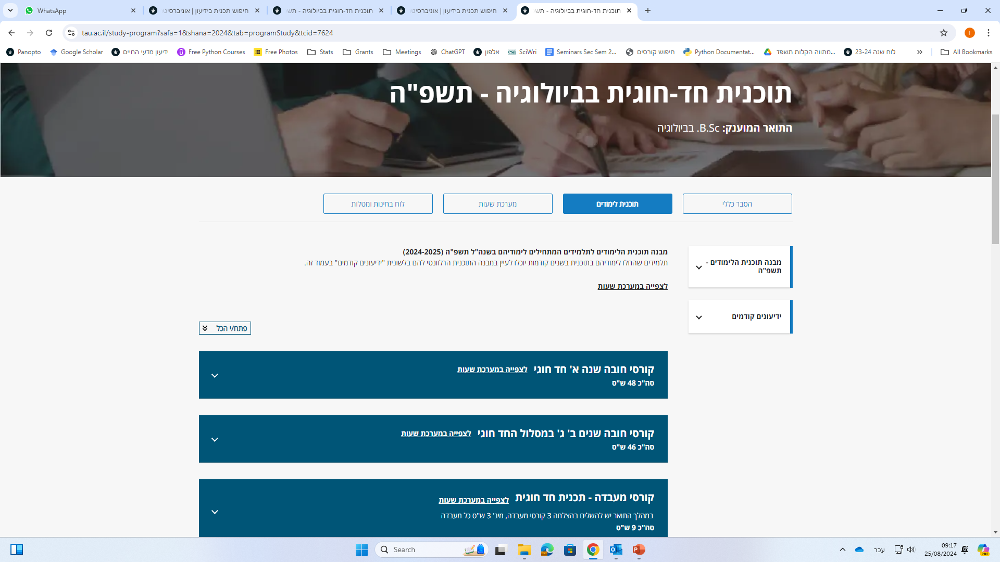 WhatsApp
חיפוש תכנית בידיעון | אוניברסיט
תוכנית חד-חוגית בביולוגיה - תש
חיפוש תכנית בידיעון | אוניברסיט
תוכנית חד-חוגית בביולוגיה - תש
tau.ac.il/study-program?safa=1&shana=2024&tab=programStudy&tcid=7624
Panopto
Google Scholar
ידיעון מדעי החיים
Free Python Courses
Free Photos
Stats
Grants
Meetings
ChatGPT
אלפון
SciWri
Seminars Sec Sem 2...
חיפוש קורסים
Python Documentat...
מתווה הקלות תשפד...
לוח שנה 23-24
All Bookmarks
תוכנית חד-חוגית בביולוגיה - תשפ"ה
התואר המוענק: B.Sc. בביולוגיה
הסבר כללי
תוכנית לימודים
מערכת שעות
לוח בחינות ומטלות
מבנה תוכנית הלימודים -
תשפ"ה
ידיעונים קודמים
מבנה תוכנית הלימודים לתלמידים המתחילים לימודיהם בשנה"ל תשפ"ה (2024-2025)
תלמידים שהחלו לימודיהם בתוכנית בשנים קודמות יוכלו לעיין במבנה התוכנית הרלוונטי להם בלשונית "ידיעונים קודמים" בעמוד זה.
לצפייה במערכת שעות
פתח/י הכל
קורסי חובה שנה א' חד חוגי לצפייה במערכת שעות
סה"כ 48 ש"ס
קורסי חובה שנים ב' ג' במסלול החד חוגי לצפייה במערכת שעות
סה"כ 46 ש"ס
קורסי מעבדה - תכנית חד חוגית לצפייה במערכת שעות
במהלך התואר יש להשלים בהצלחה 3 קורסי מעבדה, מינ' 3 ש"ס כל מעבדה
סה"כ 9 ש"ס
Search
עבר
09:17
25/08/2024
PRE